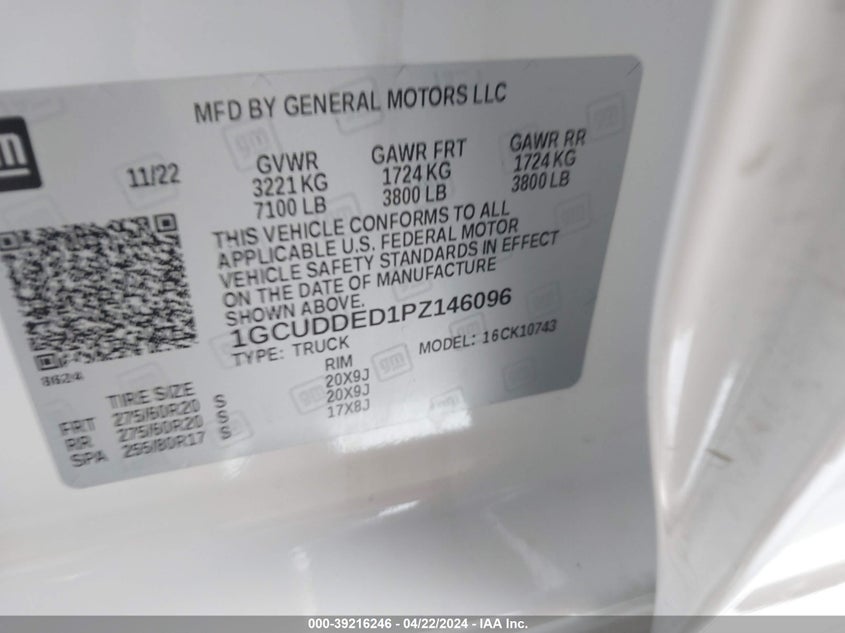 MFD BY GENERAL MOTORS LLC
gm
11/22
GVWR GAWR FRT GAWR RR
3221 KG 1724 KG 1724 KG
7100 LB 3800 LB 3800 LB
THIS VEHICLE CONFORMS TO ALL
APPLICABLE U.S. FEDERAL MOTOR
VEHICLE SAFETY STANDARDS IN EFFECT
ON THE DATE OF MANUFACTURE
SHOWN ABOVE.
1GCUDDED1PZ146096
TYPE: TRUCK MODEL: 16CK10743
8624
TIRE SIZE RIM
FRT 275/60R20 S 20X9J
RR 275/60R20 S 20X9J
SPA 255/80R17 S 17X8J
000-39216246 - 04/22/2024 - IAA Inc.